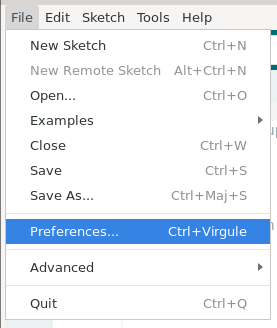 File Edit Sketch Tools Help
New Sketch Ctrl+N
New Remote Sketch Alt+Ctrl+N
Open... Ctrl+O
Examples
Close Ctrl+W
Save Ctrl+S
Save As... Ctrl+Maj+S
Preferences... Ctrl+Virgule
Advanced
Quit Ctrl+Q